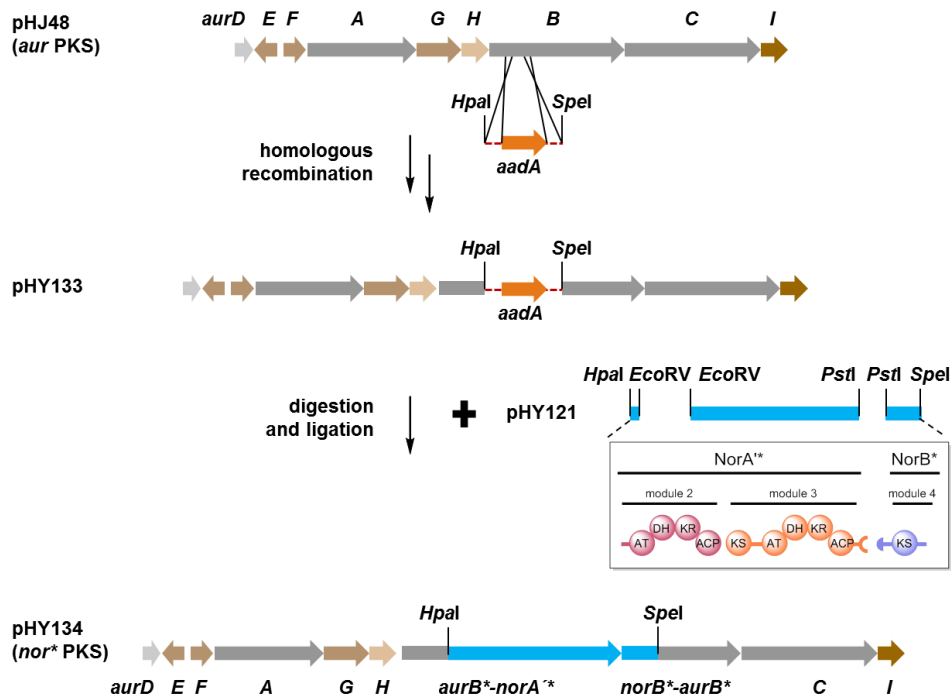 pHJ48
(aur PKS)
aurD E F A G H B C I
HpaI SpeI
aadA
homologous
recombination
pHY133
HpaI SpeI
aadA
digestion
and ligation
pHY121
HpaI EcoRV EcoRV PstI PstI SpeI
NorA'* NorB*
module 2 module 3 module 4
AT DH KR ACP KS AT DH KR ACP KS
pHY134
(nor* PKS)
HpaI SpeI
aurD E F A G H aurB*-norA´* norB*-aurB* C I